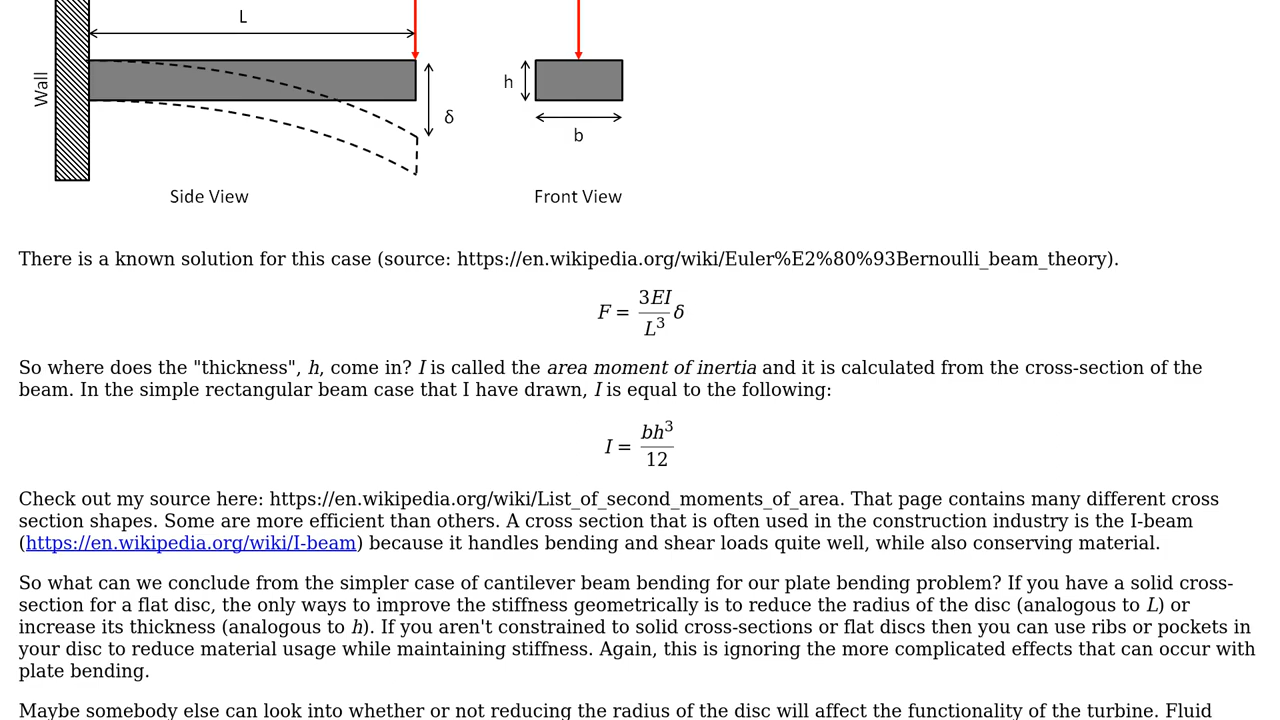 L
Wall
h
δ
b
Side View
Front View
There is a known solution for this case (source: https://en.wikipedia.org/wiki/Euler%E2%80%93Bernoulli_beam_theory).
F = 3EI/L³ δ
So where does the "thickness", h, come in? I is called the area moment of inertia and it is calculated from the cross-section of the
beam. In the simple rectangular beam case that I have drawn, I is equal to the following:
I = bh³/12
Check out my source here: https://en.wikipedia.org/wiki/List_of_second_moments_of_area. That page contains many different cross
section shapes. Some are more efficient than others. A cross section that is often used in the construction industry is the I-beam
(https://en.wikipedia.org/wiki/I-beam) because it handles bending and shear loads quite well, while also conserving material.
So what can we conclude from the simpler case of cantilever beam bending for our plate bending problem? If you have a solid cross-
section for a flat disc, the only ways to improve the stiffness geometrically is to reduce the radius of the disc (analogous to L) or
increase its thickness (analogous to h). If you aren't constrained to solid cross-sections or flat discs then you can use ribs or pockets in
your disc to reduce material usage while maintaining stiffness. Again, this is ignoring the more complicated effects that can occur with
plate bending.
Maybe somebody else can look into whether or not reducing the radius of the disc will affect the functionality of the turbine. Fluid